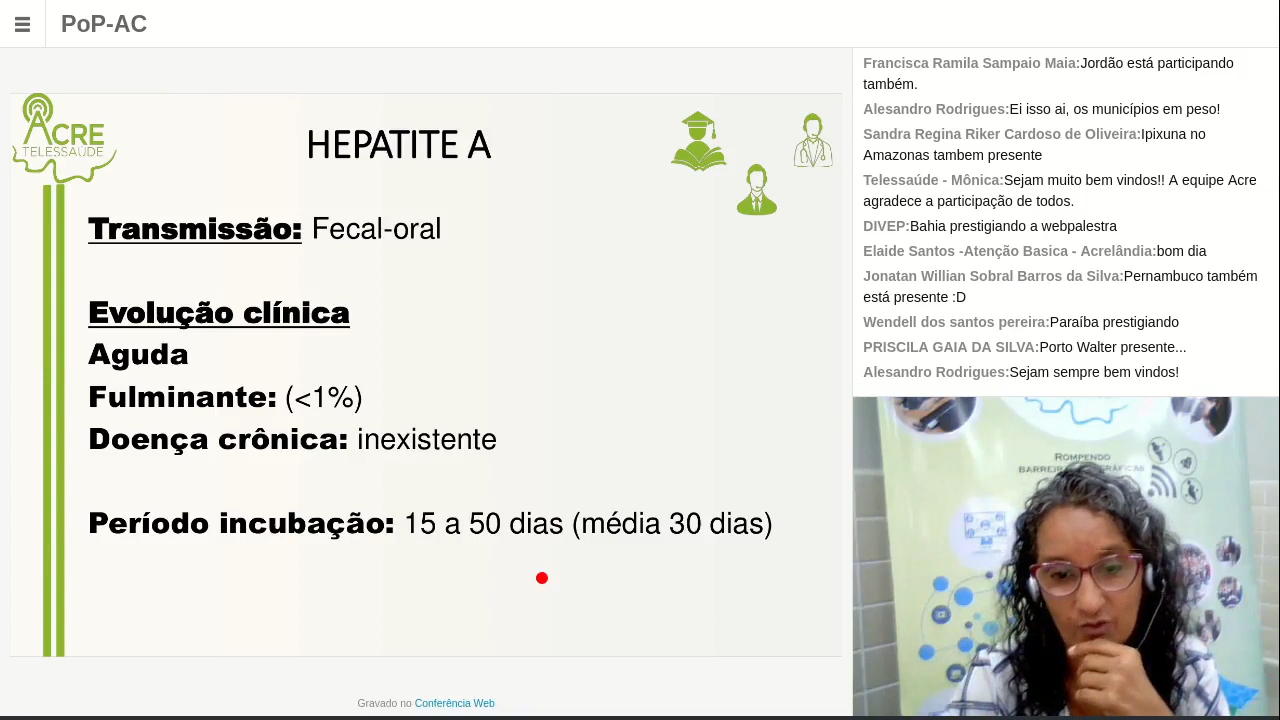 PoP-AC
ACRE
TELESSAÚDE
HEPATITE A
Transmissão: Fecal-oral
Evolução clínica
Aguda
Fulminante: (<1%)
Doença crônica: inexistente
Período incubação: 15 a 50 dias (média 30 dias)
Gravado no Conferência Web
Francisca Ramila Sampaio Maia:Jordão está participando
também.
Alesandro Rodrigues:Ei isso ai, os municípios em peso!
Sandra Regina Riker Cardoso de Oliveira:Ipixuna no
Amazonas tambem presente
Telessaúde - Mônica:Sejam muito bem vindos!! A equipe Acre
agradece a participação de todos.
DIVEP:Bahia prestigiando a webpalestra
Elaide Santos -Atenção Basica - Acrelândia:bom dia
Jonatan Willian Sobral Barros da Silva:Pernambuco também
está presente :D
Wendell dos santos pereira:Paraíba prestigiando
PRISCILA GAIA DA SILVA:Porto Walter presente...
Alesandro Rodrigues:Sejam sempre bem vindos!
ROMPENDO